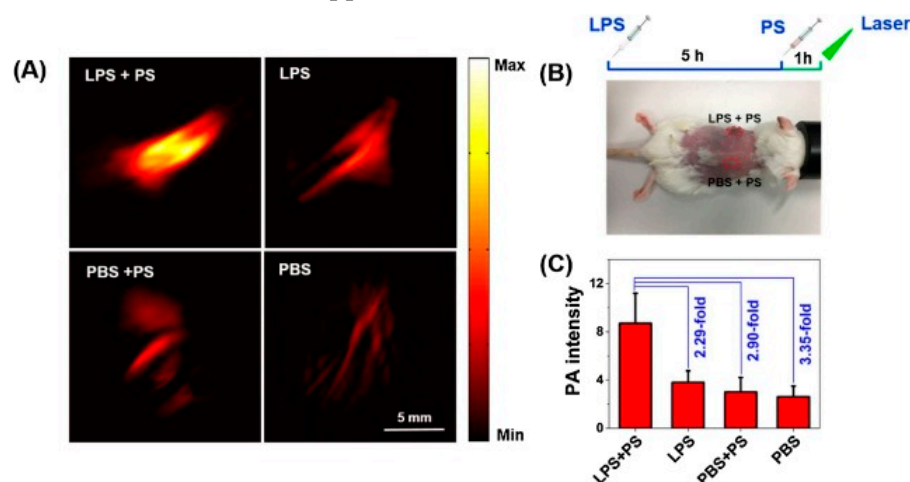 LPS
PS
Laser
5 h
1h
(A)
LPS + PS
LPS
Max
PBS +PS
PBS
5 mm
Min
(B)
LPS + PS
PBS + PS
(C)
PA intensity
12
8
4
0
2.29-fold
2.90-fold
3.35-fold
LPS+PS
LPS
PBS+PS
PBS